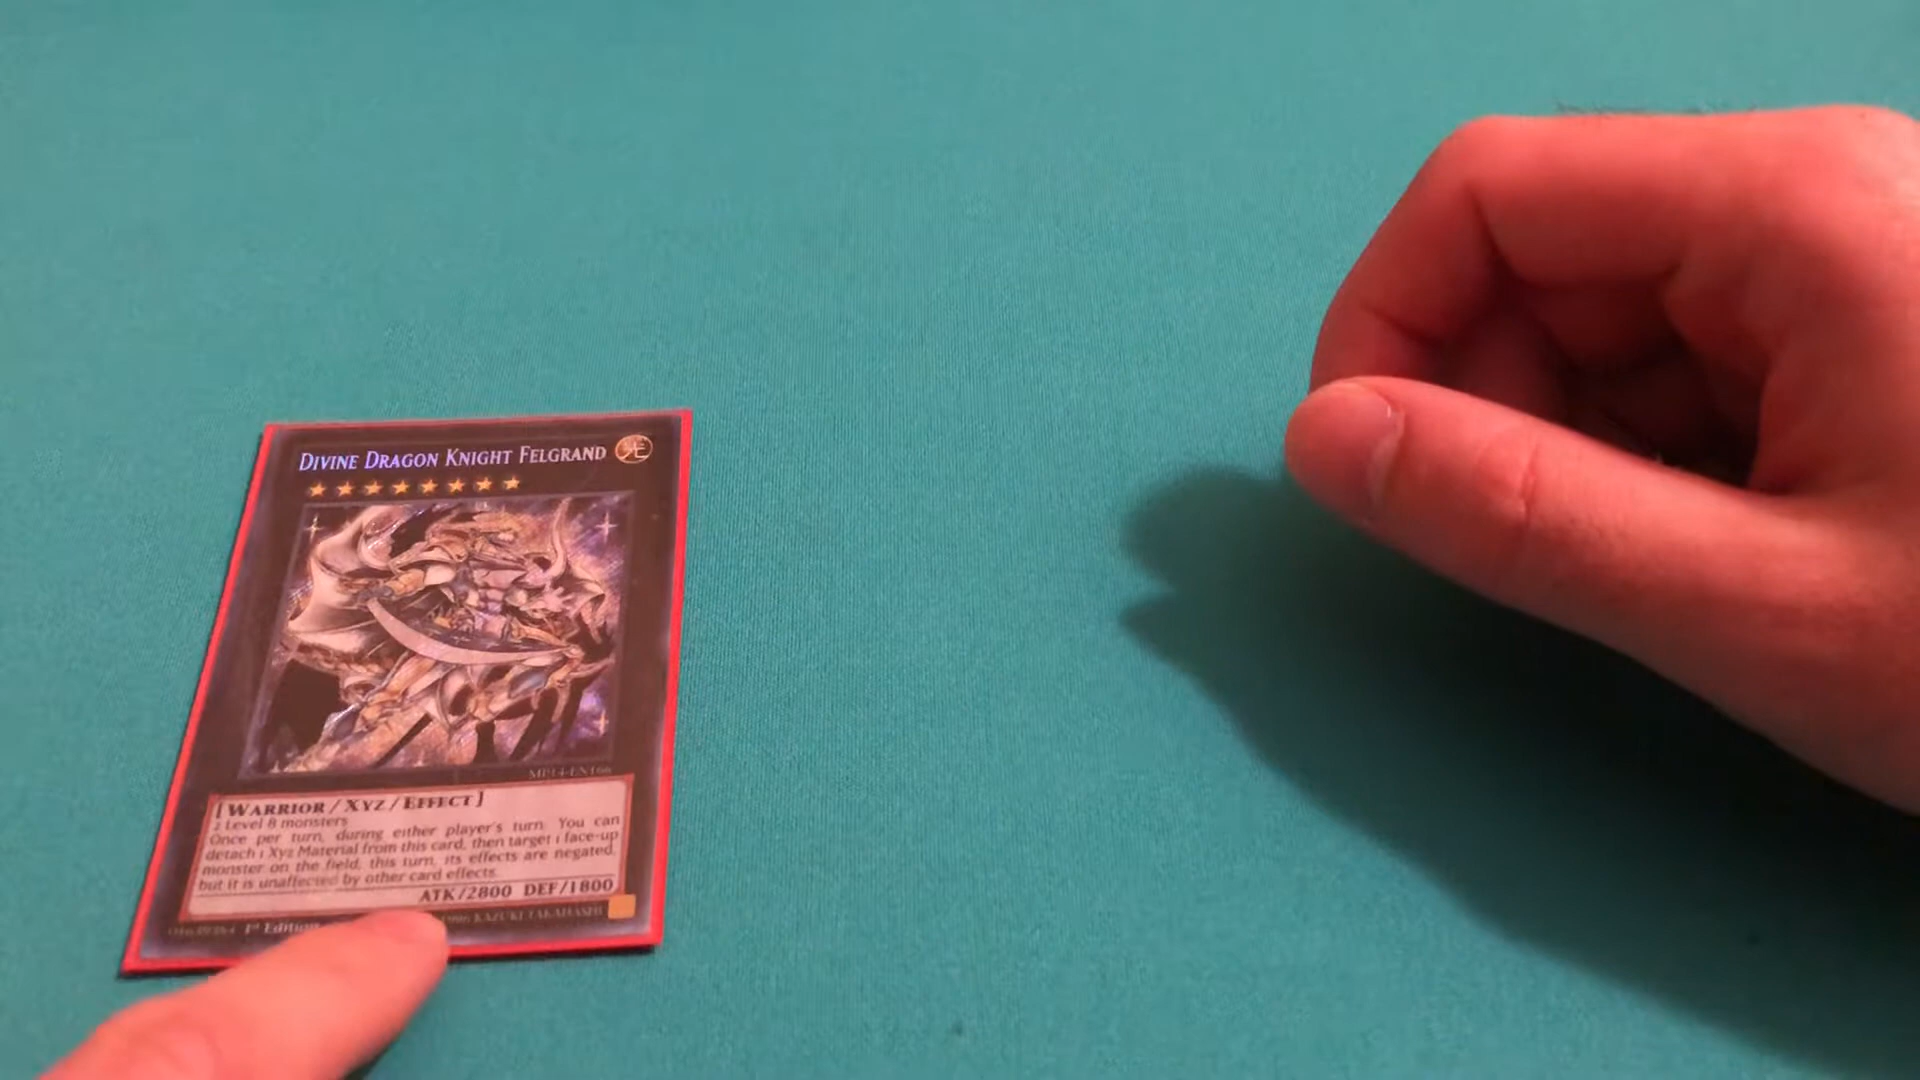 DIVINE DRAGON KNIGHT FELGRAND
光
MP14-EN166
[WARRIOR/XYZ/EFFECT]
2 Level 8 monsters
Once per turn, during either player's turn: You can
detach 1 Xyz Material from this card, then target 1 face-up
monster on the field, this turn, its effects are negated,
but it is unaffected by other card effects.
ATK/2800 DEF/1800
1st Edition 1996 KAZUKI TAKAHASHI